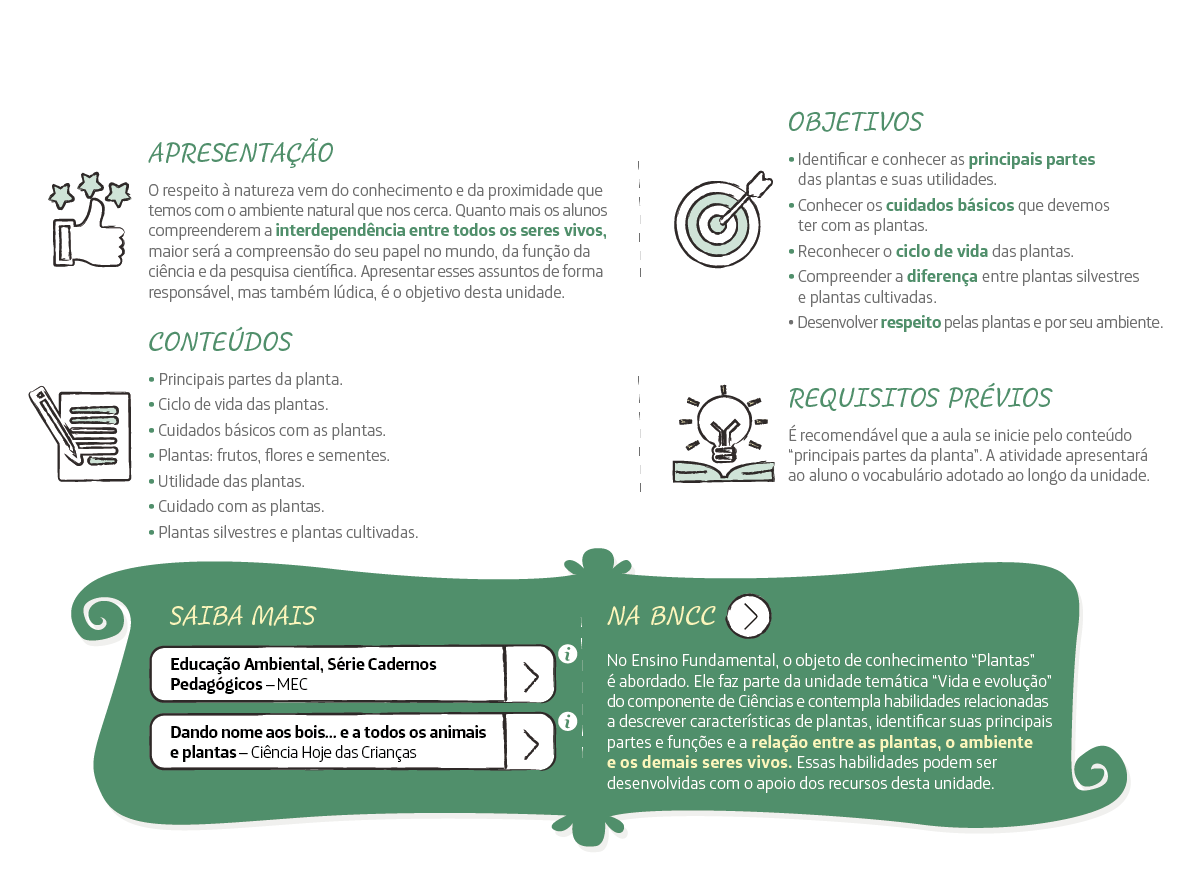 APRESENTAÇÃO
O respeito à natureza vem do conhecimento e da proximidade que
temos com o ambiente natural que nos cerca. Quanto mais os alunos
compreenderem a interdependência entre todos os seres vivos,
maior será a compreensão do seu papel no mundo, da função da
ciência e da pesquisa científica. Apresentar esses assuntos de forma
responsável, mas também lúdica, é o objetivo desta unidade.
CONTEÚDOS
• Principais partes da planta.
• Ciclo de vida das plantas.
• Cuidados básicos com as plantas.
• Plantas: frutos, flores e sementes.
• Utilidade das plantas.
• Cuidado com as plantas.
• Plantas silvestres e plantas cultivadas.
OBJETIVOS
• Identificar e conhecer as principais partes
das plantas e suas utilidades.
• Conhecer os cuidados básicos que devemos
ter com as plantas.
• Reconhecer o ciclo de vida das plantas.
• Compreender a diferença entre plantas silvestres
e plantas cultivadas.
• Desenvolver respeito pelas plantas e por seu ambiente.
REQUISITOS PRÉVIOS
É recomendável que a aula se inicie pelo conteúdo
“principais partes da planta”. A atividade apresentará
ao aluno o vocabulário adotado ao longo da unidade.
SAIBA MAIS
Educação Ambiental, Série Cadernos
Pedagógicos – MEC
i
Dando nome aos bois... e a todos os animais
e plantas – Ciência Hoje das Crianças
i
NA BNCC
No Ensino Fundamental, o objeto de conhecimento “Plantas”
é abordado. Ele faz parte da unidade temática “Vida e evolução”
do componente de Ciências e contempla habilidades relacionadas
a descrever características de plantas, identificar suas principais
partes e funções e a relação entre as plantas, o ambiente
e os demais seres vivos. Essas habilidades podem ser
desenvolvidas com o apoio dos recursos desta unidade.